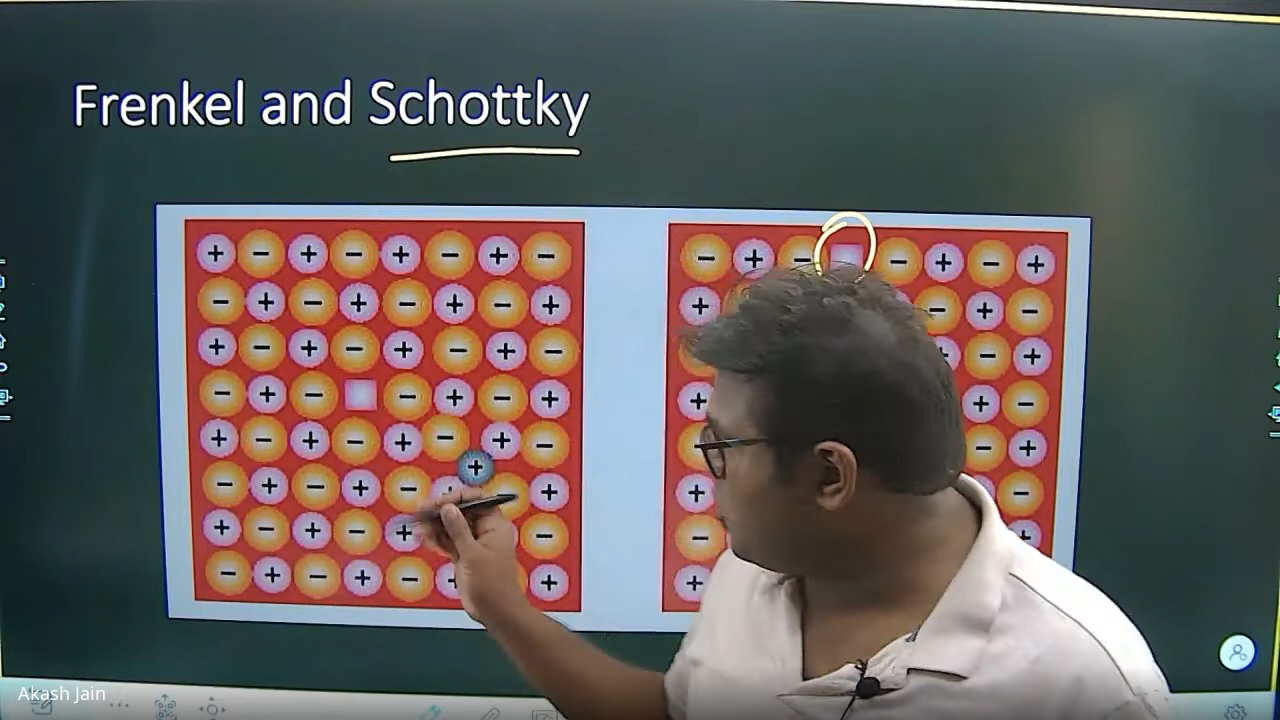 Frenkel and Schottky
+ − + − + − + −
− + − + − + − +
+ − + − + − + −
− + − − + − +
+ − + − + − + −
+
− + − + − +
+ − + − + −
− + − + − +
− + − − + − +
+ − + −
− +
+ −
− +
+ −
− +
+
Akash Jain